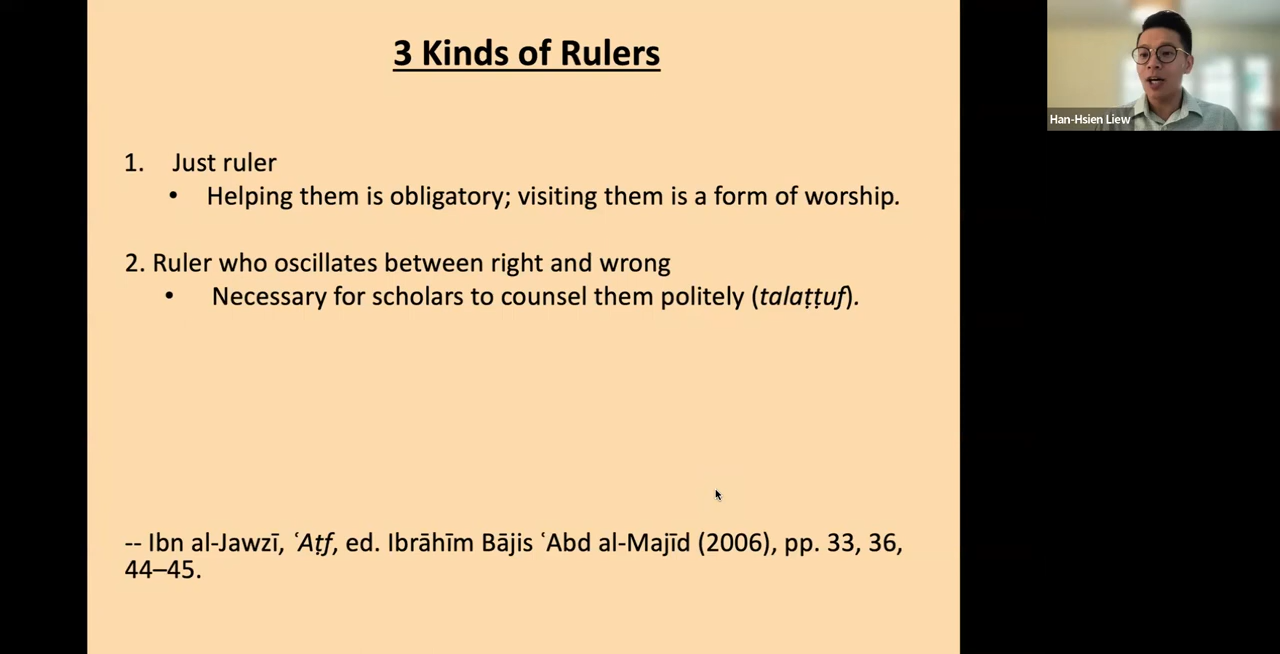 3 Kinds of Rulers
Han-Hsien Liew
1. Just ruler
• Helping them is obligatory; visiting them is a form of worship.
2. Ruler who oscillates between right and wrong
• Necessary for scholars to counsel them politely (talaṭṭuf).
-- Ibn al-Jawzī, ʿAṭf, ed. Ibrāhīm Bājis ʿAbd al-Majīd (2006), pp. 33, 36,
44–45.